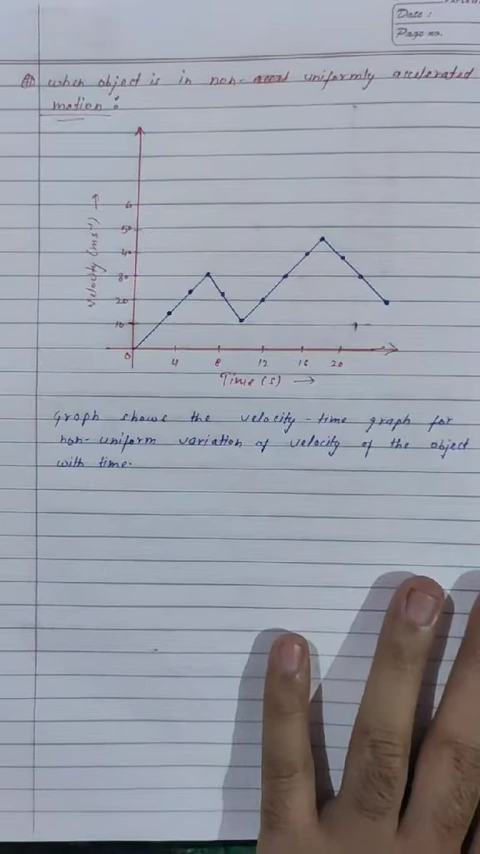 Date :
Page no.
when object is in non- uniformly accelerated
motion :
Velocity (ms⁻¹) →
6
50
40
30
20
10
0
4 8 12 16 20
Time (s) →
Graph shows the velocity - time graph for
non- uniform variation of velocity of the object
with time.